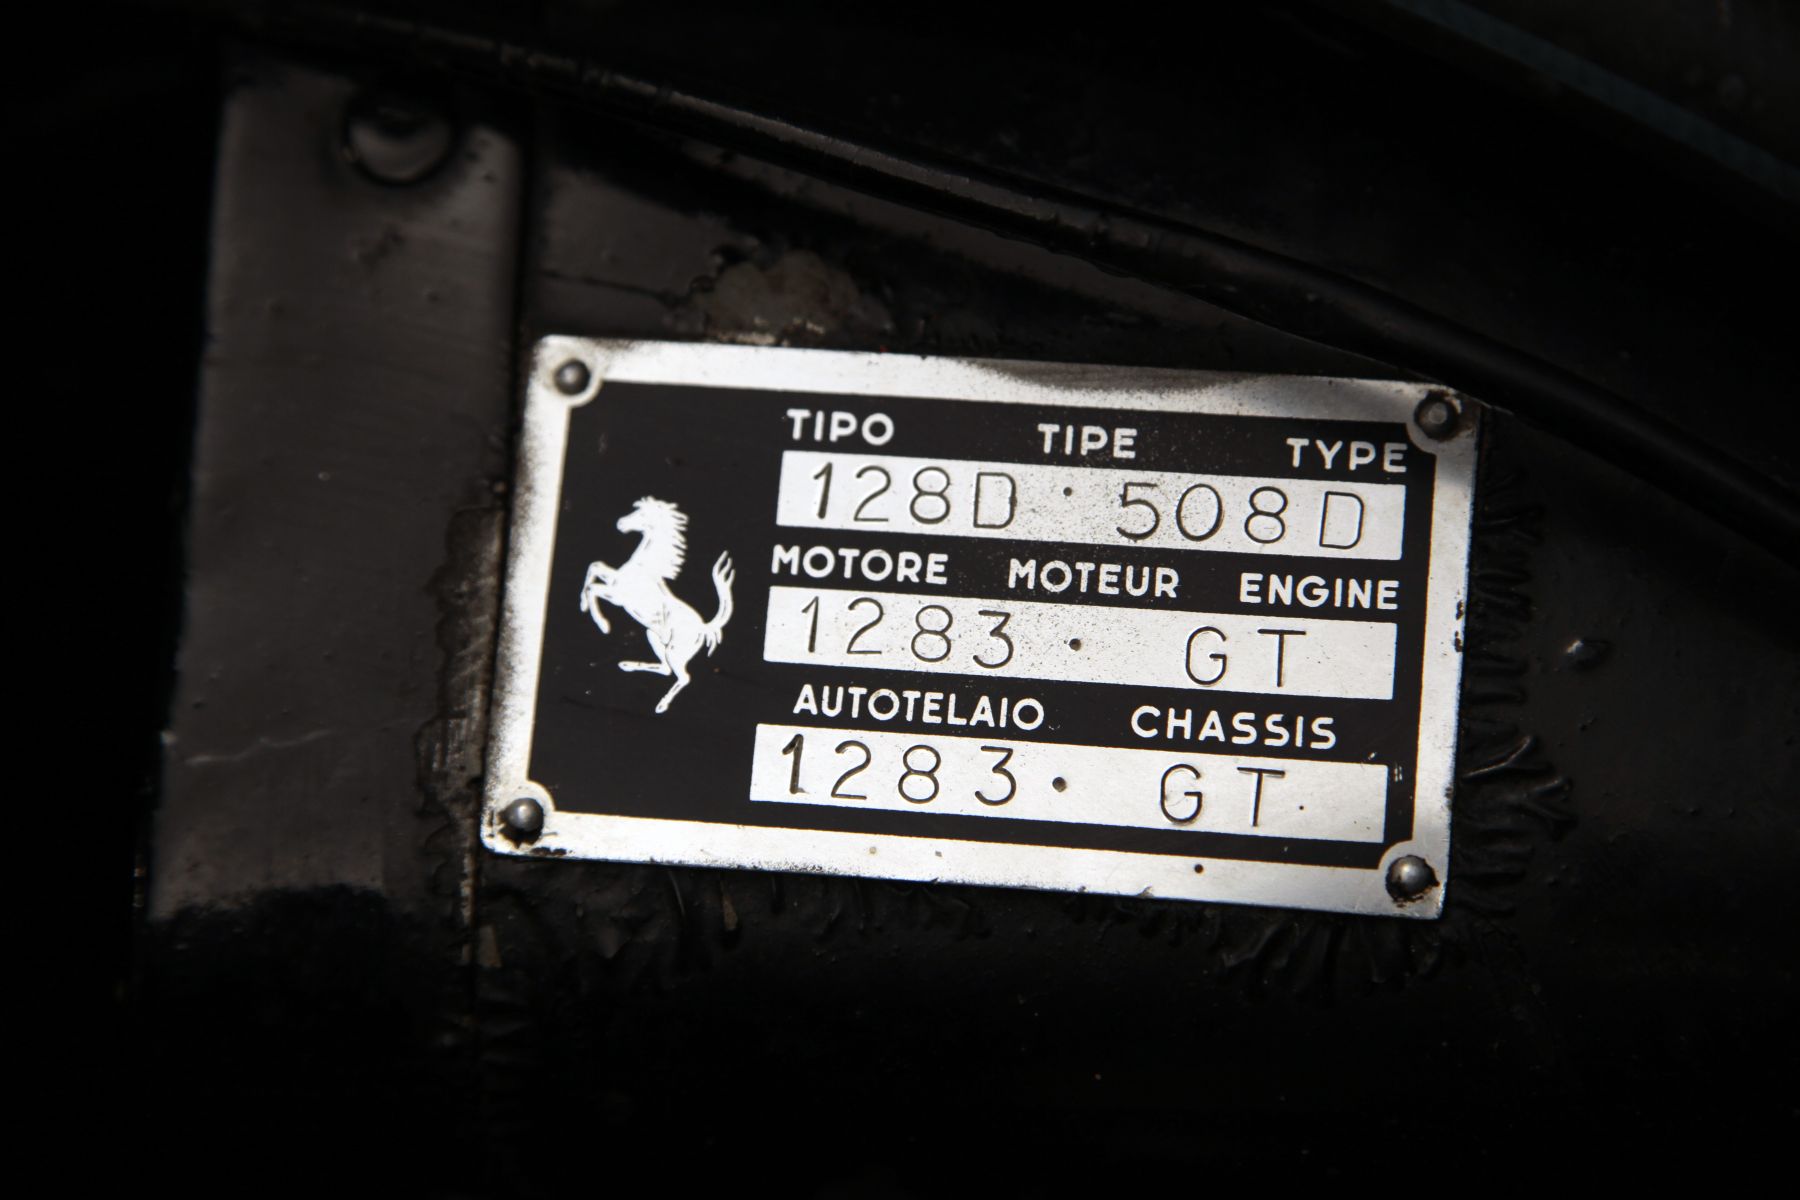 TIPO TIPE TYPE
128D · 508D
MOTORE MOTEUR ENGINE
1283 · GT
AUTOTELAIO CHASSIS
1283 · GT